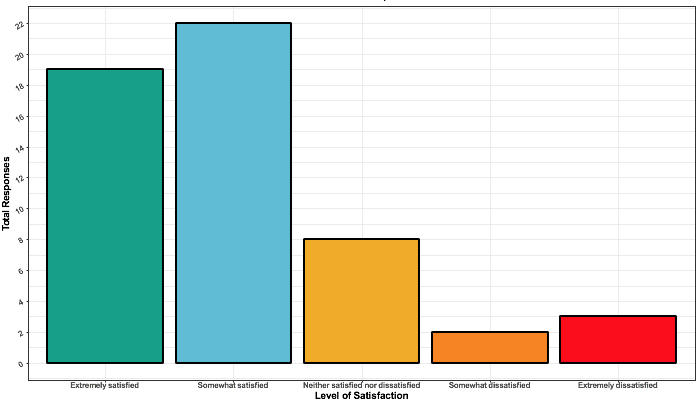 22
20
18
16
14
12
10
8
6
4
2
0
Total Responses
Extremely satisfied
Somewhat satisfied
Neither satisfied nor dissatisfied
Somewhat dissatisfied
Extremely dissatisfied
Level of Satisfaction